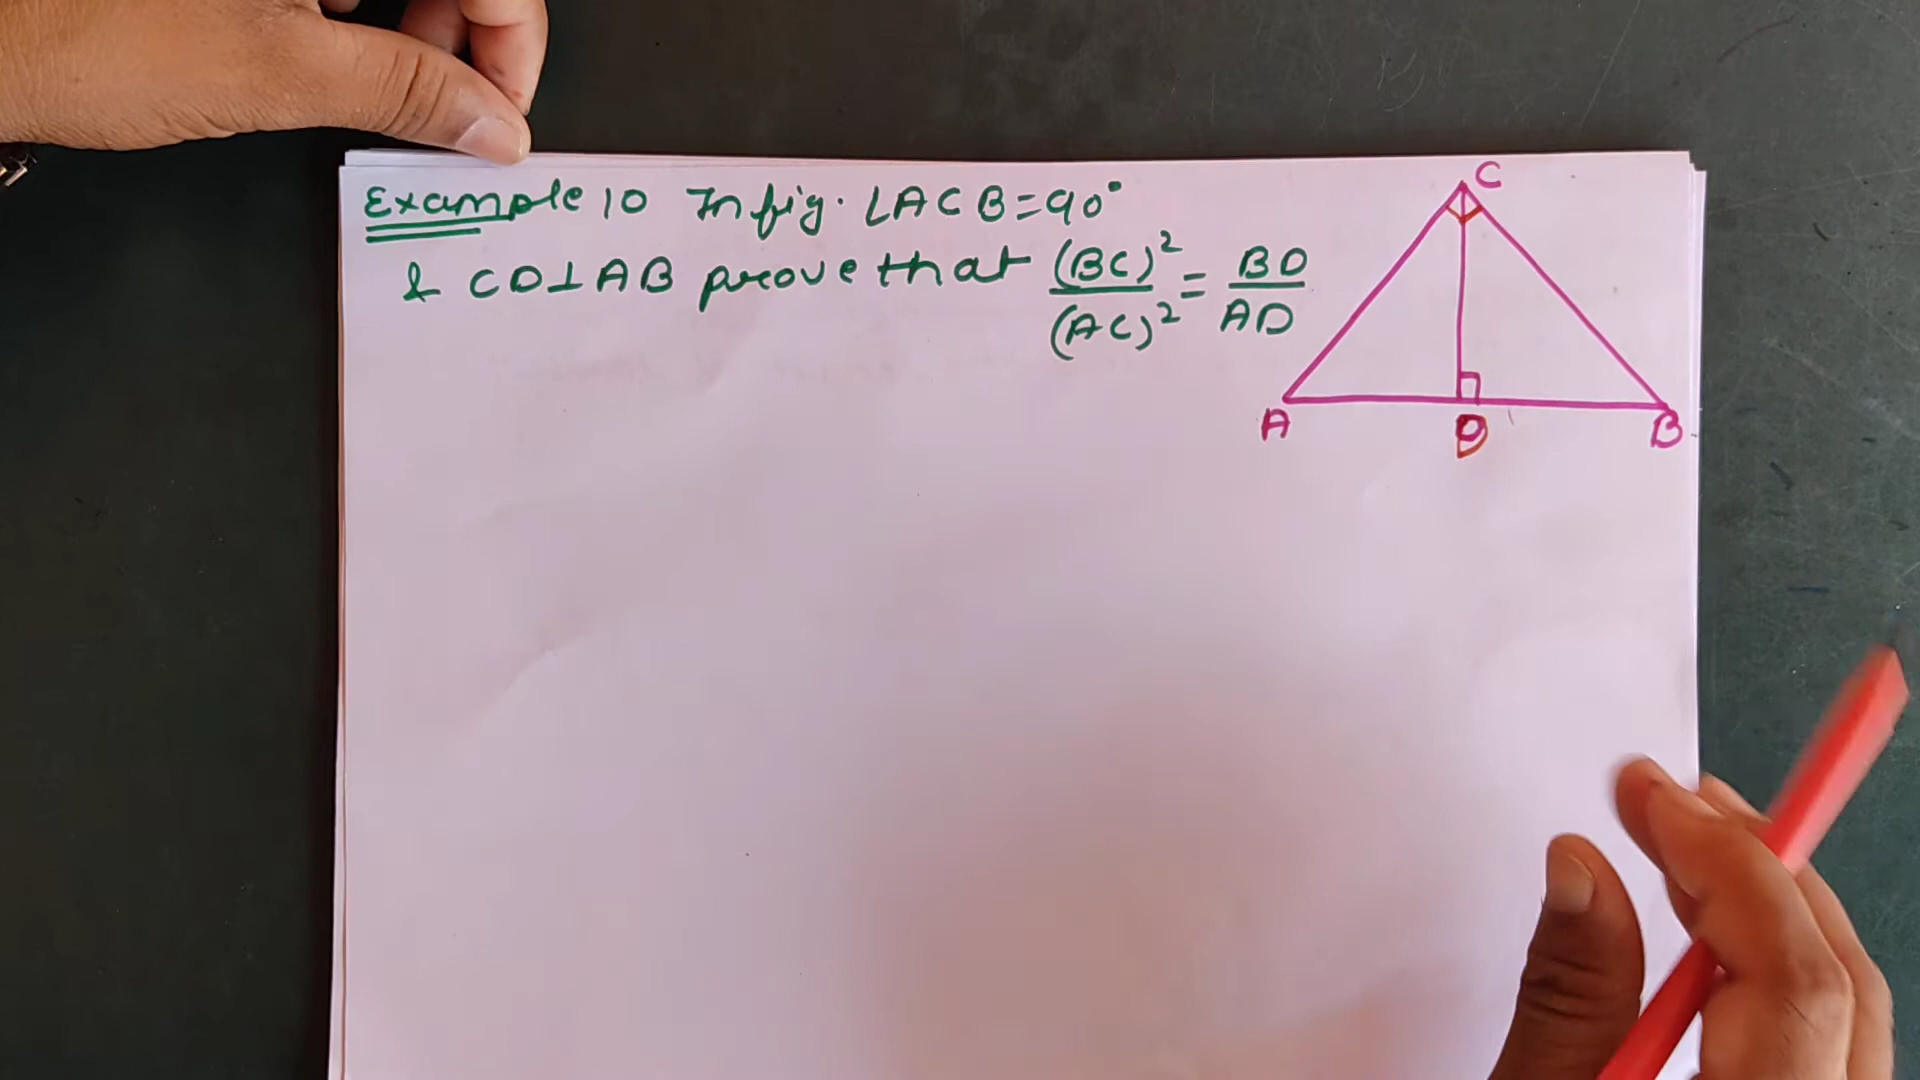 Example 10 In fig. ∠ACB=90°
& CD⊥AB prove that (BC)²/(AC)² = BD/AD
C
A
D
B